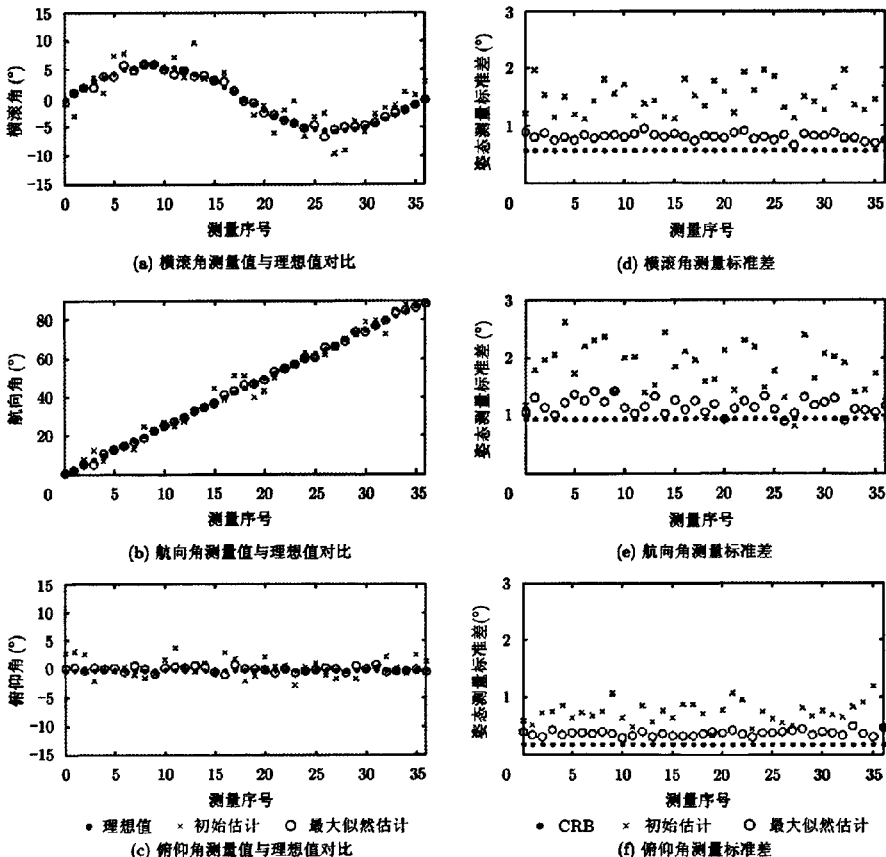 横滚角 (°)
15
10
5
0
−5
−10
−15
0 5 10 15 20 25 30 35
测量序号
(a) 横滚角测量值与理想值对比
姿态测量标准差 (°)
3
2
1
0 5 10 15 20 25 30 35
测量序号
(d) 横滚角测量标准差
航向角 (°)
80
60
40
20
0 5 10 15 20 25 30 35
测量序号
(b) 航向角测量值与理想值对比
姿态测量标准差 (°)
3
2
1
0 5 10 15 20 25 30 35
测量序号
(e) 航向角测量标准差
俯仰角 (°)
15
10
5
0
−5
−10
−15
0 5 10 15 20 25 30 35
测量序号
理想值 初始估计 最大似然估计
(c) 俯仰角测量值与理想值对比
姿态测量标准差(°)
3
2
1
0 5 10 15 20 25 30 35
测量序号
CRB 初始估计 最大似然估计
(f) 俯仰角测量标准差